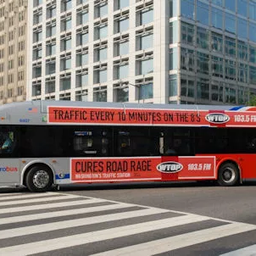 TRAFFIC EVERY 10 MINUTES ON THE 8'S WTOP 103.5 FM
CURES ROAD RAGE WTOP 103.5 FM
WASHINGTON'S TRAFFIC STATION